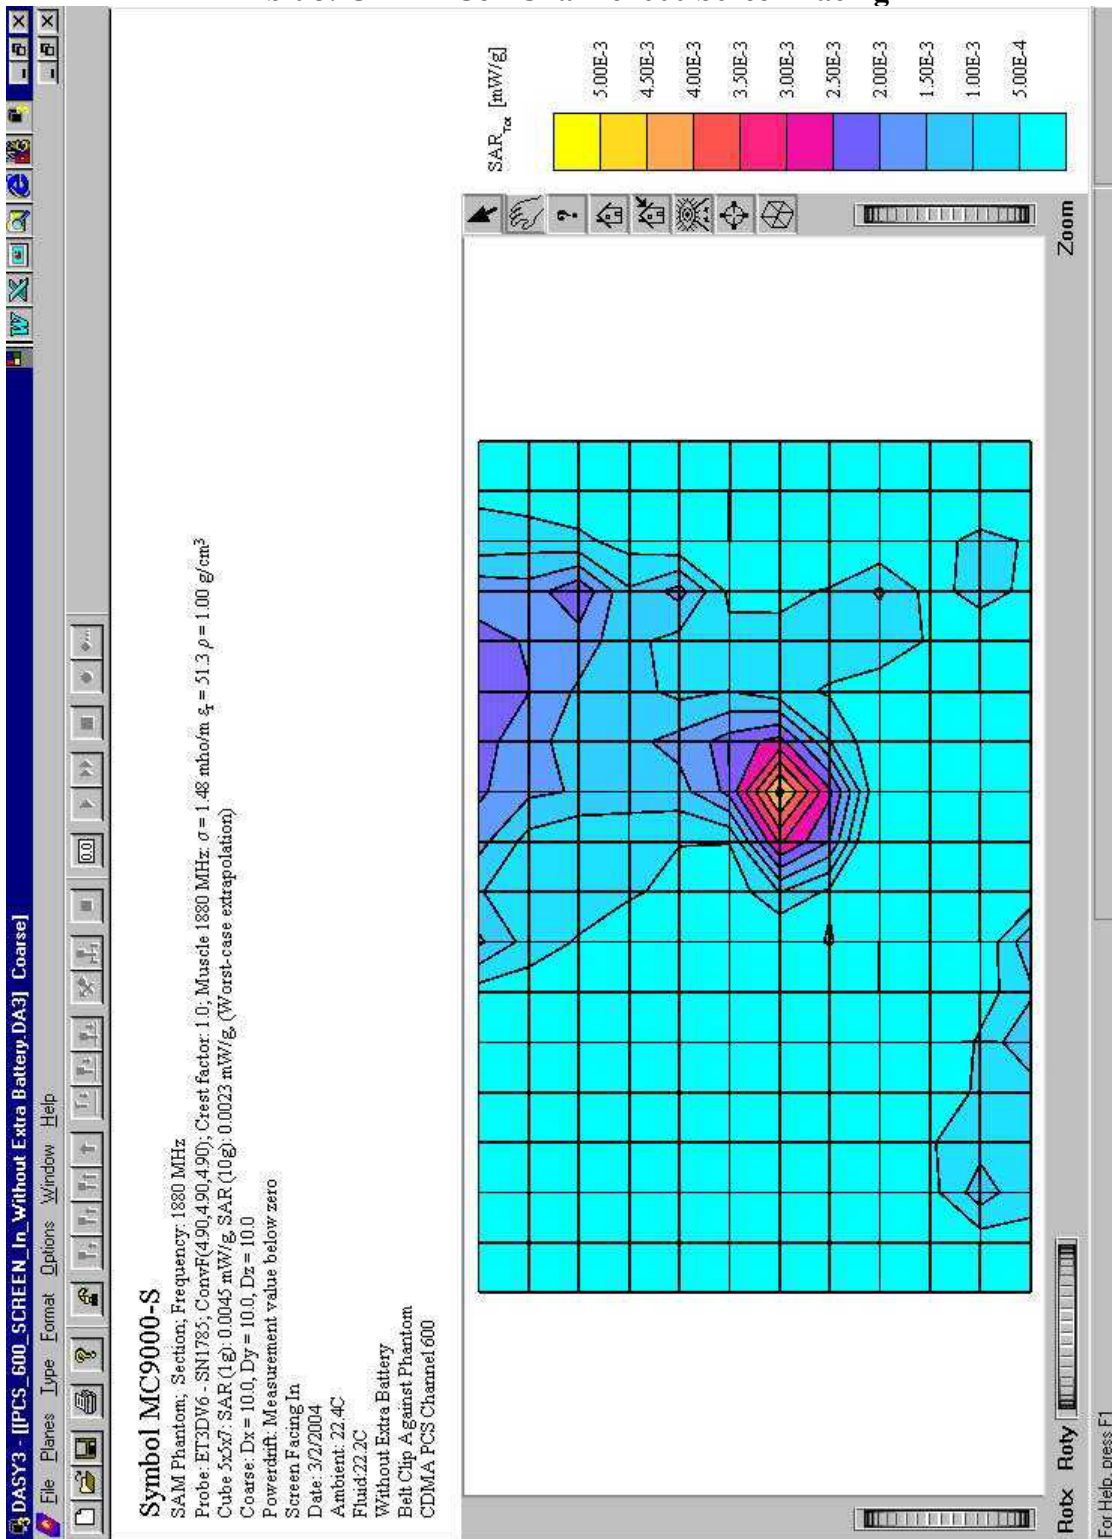 DASY3 - [[PCS_600_SCREEN_In_Without Extra Battery.DA3] Coarse]
File Planes Type Format Options Window Help
0.0
Symbol MC9000-S
SAM Phantom; Section; Frequency: 1880 MHz
Probe: ET3DV6 - SN1785; ConvF(4.90,4.90,4.90); Crest factor: 1.0; Muscle 1880 MHz: σ = 1.48 mho/m εr = 51.3 ρ = 1.00 g/cm³
Cube 5x5x7: SAR (1g): 0.0045 mW/g, SAR (10g): 0.0023 mW/g, (Worst-case extrapolation)
Coarse: Dx = 10.0, Dy = 10.0, Dz = 10.0
Powerdrift: Measurement value below zero
Screen Facing In
Date: 3/2/2004
Ambient: 22.4C
Fluid:22.2C
Without Extra Battery
Belt Clip Against Phantom
CDMA PCS Channel 600
SAR Tot [mW/g]
5.00E-3
4.50E-3
4.00E-3
3.50E-3
3.00E-3
2.50E-3
2.00E-3
1.50E-3
1.00E-3
5.00E-4
Rotx Roty
Zoom
For Help, press F1